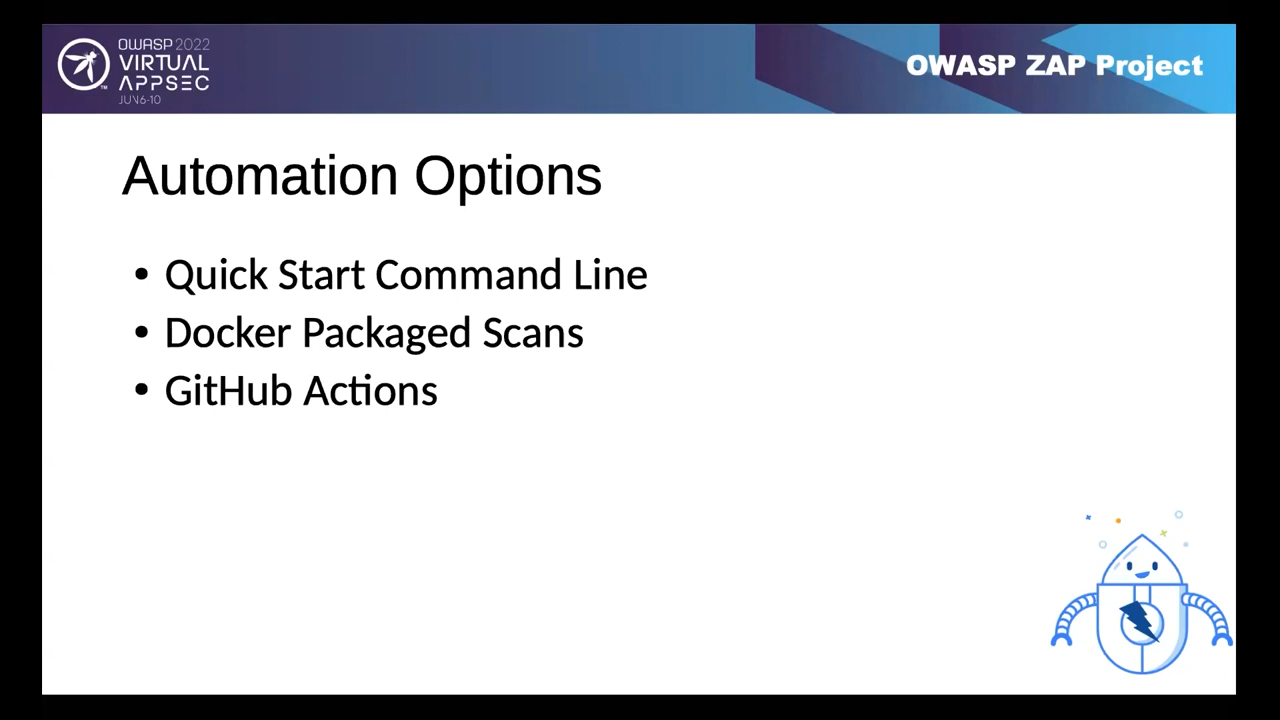 OWASP 2022
VIRTUAL
APPSEC
JUN 6-10
TM
OWASP ZAP Project
Automation Options
• Quick Start Command Line
• Docker Packaged Scans
• GitHub Actions